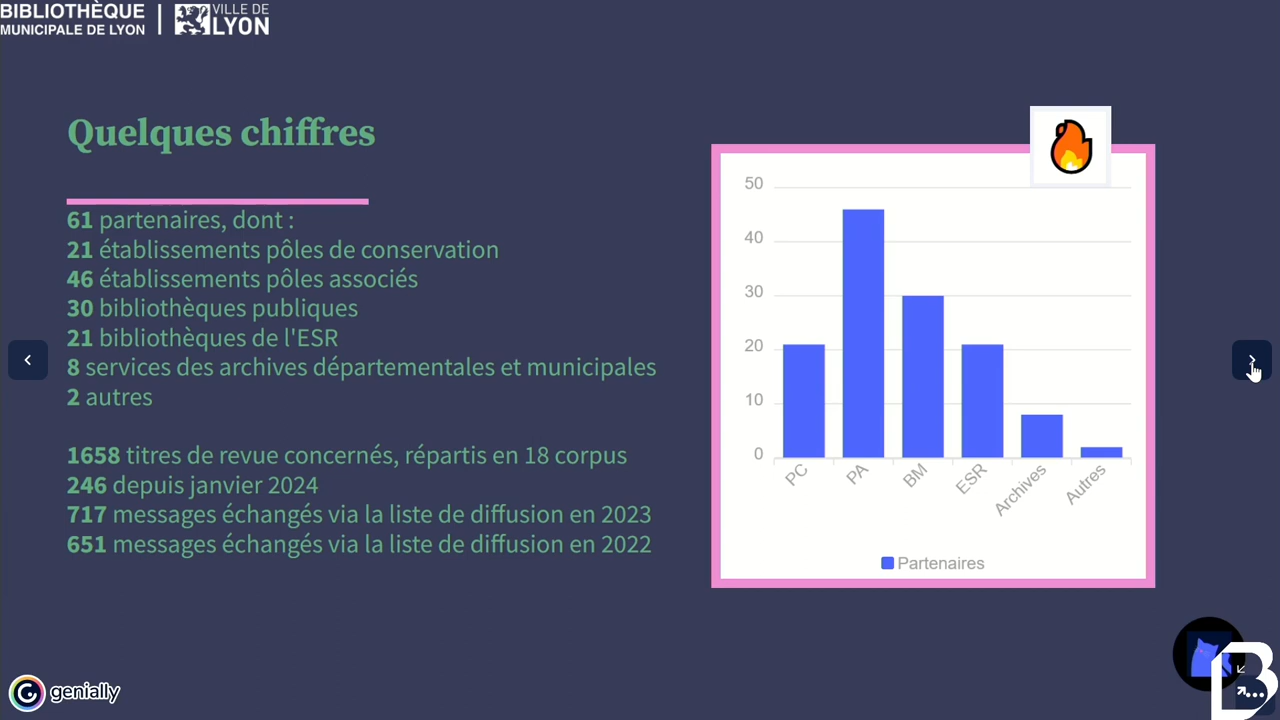 BIBLIOTHÈQUE
MUNICIPALE DE LYON
VILLE DE
LYON
Quelques chiffres
61 partenaires, dont :
21 établissements pôles de conservation
46 établissements pôles associés
30 bibliothèques publiques
21 bibliothèques de l'ESR
8 services des archives départementales et municipales
2 autres
1658 titres de revue concernés, répartis en 18 corpus
246 depuis janvier 2024
717 messages échangés via la liste de diffusion en 2023
651 messages échangés via la liste de diffusion en 2022
50
40
30
20
10
0
PC
PA
BM
ESR
Archives
Autres
Partenaires
genially
B